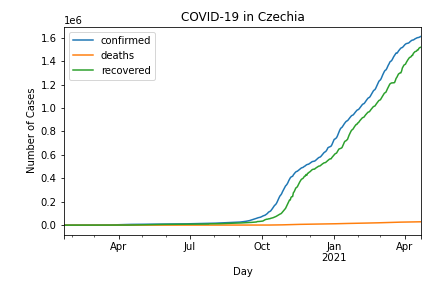 COVID-19 in Czechia
1e6
confirmed
deaths
recovered
1.6
1.4
1.2
1.0
0.8
0.6
0.4
0.2
0.0
Number of Cases
Apr
Jul
Oct
Jan
2021
Apr
Day